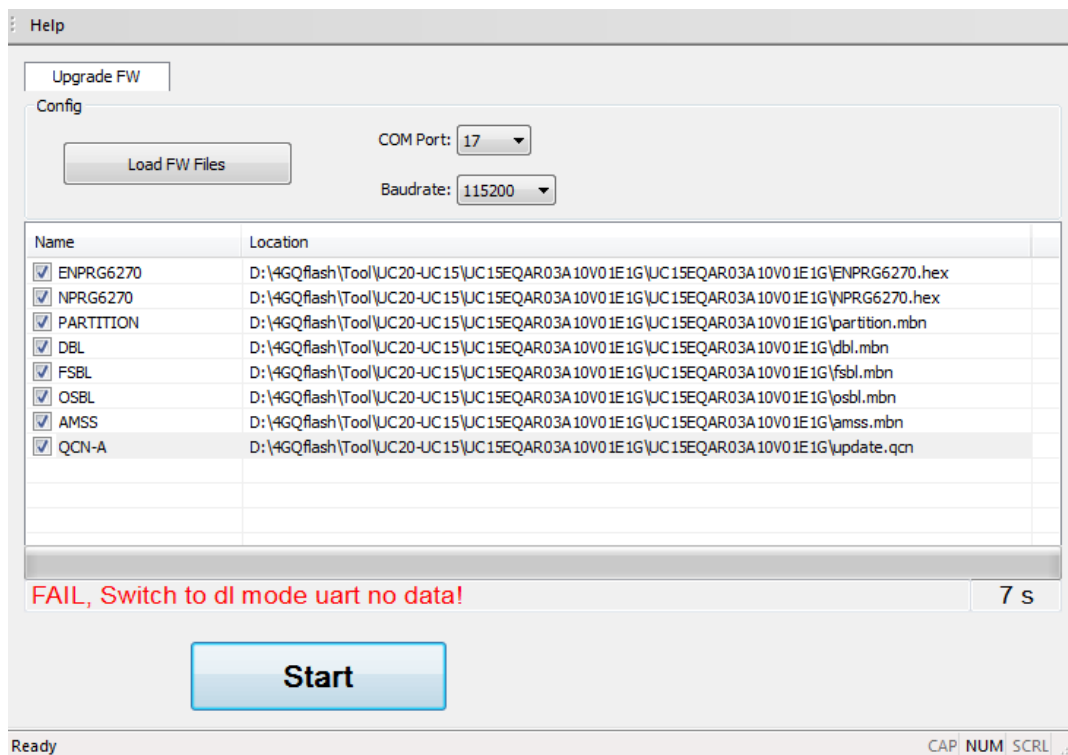 Help
Upgrade FW
Config
Load FW Files
COM Port: 17
Baudrate: 115200
Name Location
ENPRG6270 D:\4GQflash\Tool\UC20-UC15\UC15EQAR03A10V01E1G\UC15EQAR03A10V01E1G\ENPRG6270.hex
NPRG6270 D:\4GQflash\Tool\UC20-UC15\UC15EQAR03A10V01E1G\UC15EQAR03A10V01E1G\NPRG6270.hex
PARTITION D:\4GQflash\Tool\UC20-UC15\UC15EQAR03A10V01E1G\UC15EQAR03A10V01E1G\partition.mbn
DBL D:\4GQflash\Tool\UC20-UC15\UC15EQAR03A10V01E1G\UC15EQAR03A10V01E1G\dbl.mbn
FSBL D:\4GQflash\Tool\UC20-UC15\UC15EQAR03A10V01E1G\UC15EQAR03A10V01E1G\fsbl.mbn
OSBL D:\4GQflash\Tool\UC20-UC15\UC15EQAR03A10V01E1G\UC15EQAR03A10V01E1G\osbl.mbn
AMSS D:\4GQflash\Tool\UC20-UC15\UC15EQAR03A10V01E1G\UC15EQAR03A10V01E1G\amss.mbn
QCN-A D:\4GQflash\Tool\UC20-UC15\UC15EQAR03A10V01E1G\UC15EQAR03A10V01E1G\update.qcn
FAIL, Switch to dl mode uart no data! 7 s
Start
Ready CAP NUM SCRL